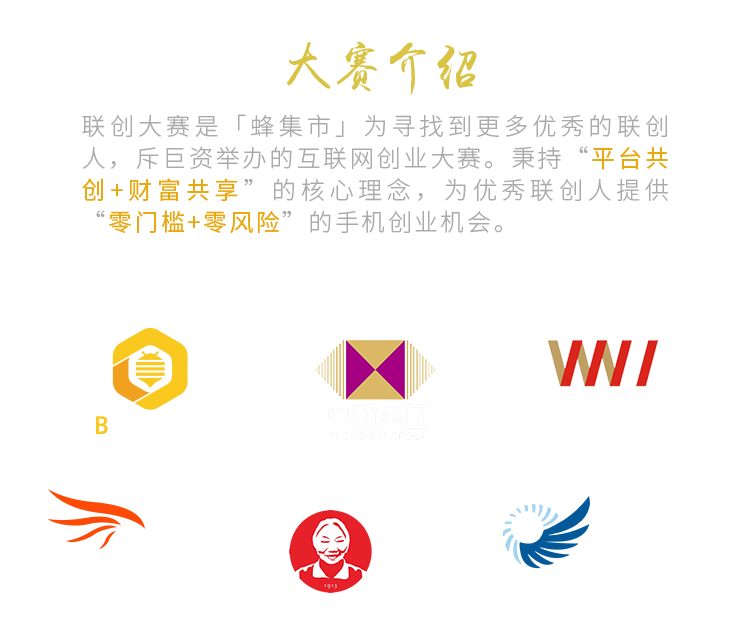 大赛介绍
联创大赛是「蜂集市」为寻找到更多优秀的联创
人，斥巨资举办的互联网创业大赛。秉持“平台共
创+财富共享”的核心理念，为优秀联创人提供
“零门槛+零风险”的手机创业机会。
B
1913